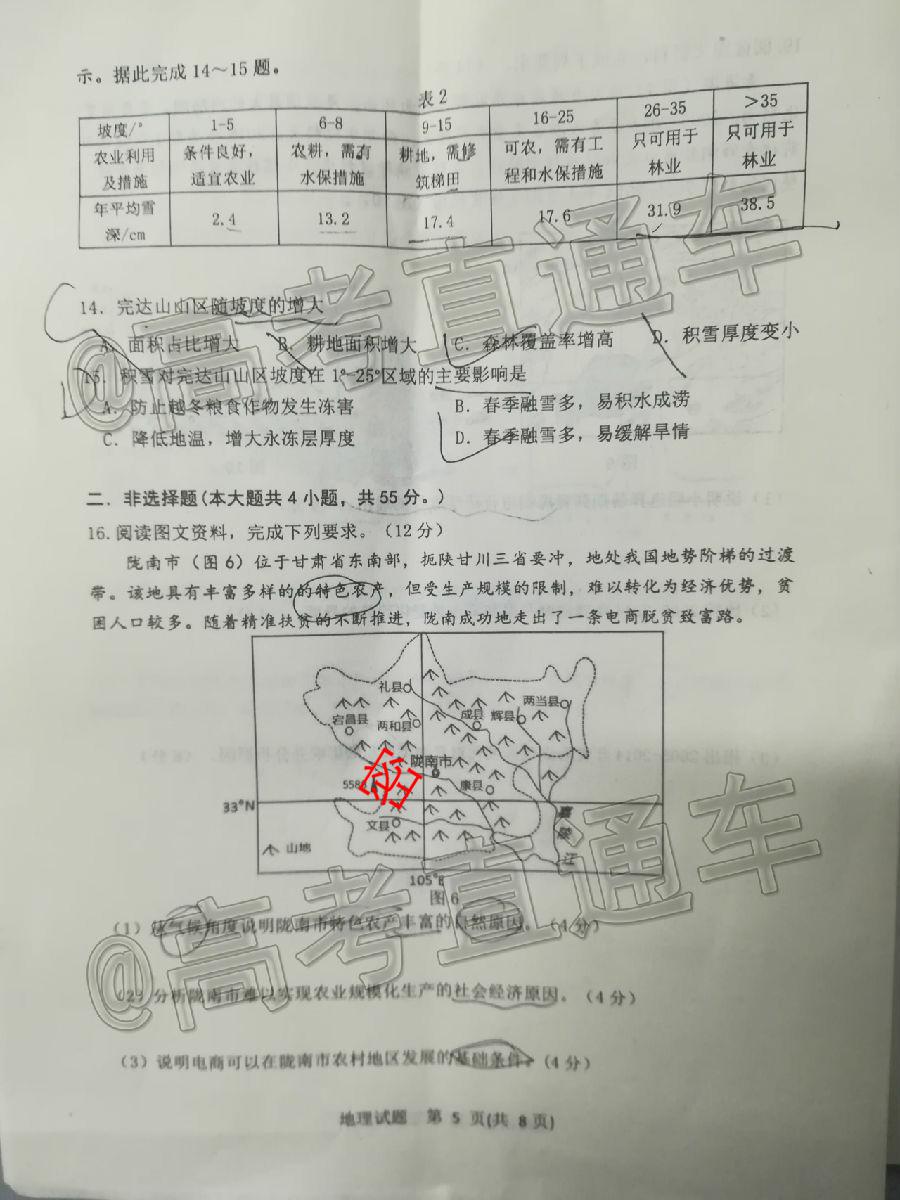 示。据此完成14～15题。
表2
坡度/° 1-5 6-8 9-15 16-25 26-35 >35
农业利用及措施 条件良好，适宜农业 农耕，需有水保措施 耕地，需修筑梯田 可农，需有工程和水保措施 只可用于林业 只可用于林业
年平均雪深/cm 2.4 13.2 17.4 17.6 31.9 38.5
14．完达山山区随坡度的增大
A．面积占比增大 B．耕地面积增大 C．森林覆盖率增高 D．积雪厚度变小
15．积雪对完达山山区坡度在1°-25°区域的主要影响是
A．防止越冬粮食作物发生冻害 B．春季融雪多，易积水成涝
C．降低地温，增大永冻层厚度 D．春季融雪多，易缓解旱情
二．非选择题(本大题共4小题，共55分。)
16.阅读图文资料，完成下列要求。(12分)
陇南市（图6）位于甘肃省东南部，扼陕甘川三省要冲，地处我国地势阶梯的过渡
带。该地具有丰富多样的的特色农产，但受生产规模的限制，难以转化为经济优势，贫
困人口较多。随着精准扶贫的不断推进，陇南成功地走出了一条电商脱贫致富路。
礼县
两当县
宕昌县
两和县
成县
辉县
陇南市
558
康县
33°N
文县
嘉陵江
山地
105°E
图6
(1)从气候角度说明陇南市特色农产丰富的自然原因。(4分)
(2)分析陇南市难以实现农业规模化生产的社会经济原因。(4分)
(3)说明电商可以在陇南市农村地区发展的基础条件。(4分)
地理试题 第 5 页(共 8 页)
@高考直通车
@高考直通车